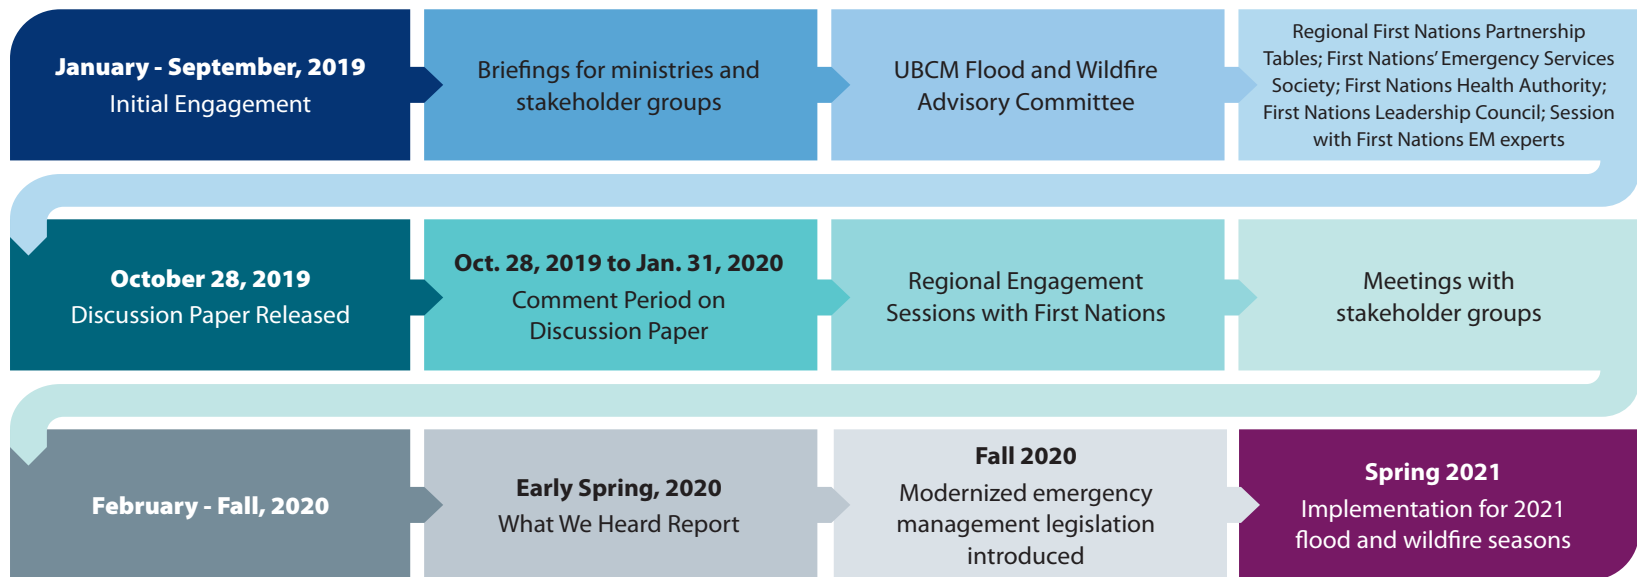 January - September, 2019
Initial Engagement
Briefings for ministries and
stakeholder groups
UBCM Flood and Wildfire
Advisory Committee
Regional First Nations Partnership
Tables; First Nations’ Emergency Services
Society; First Nations Health Authority;
First Nations Leadership Council; Session
with First Nations EM experts
October 28, 2019
Discussion Paper Released
Oct. 28, 2019 to Jan. 31, 2020
Comment Period on
Discussion Paper
Regional Engagement
Sessions with First Nations
Meetings with
stakeholder groups
February - Fall, 2020
Early Spring, 2020
What We Heard Report
Fall 2020
Modernized emergency
management legislation
introduced
Spring 2021
Implementation for 2021
flood and wildfire seasons